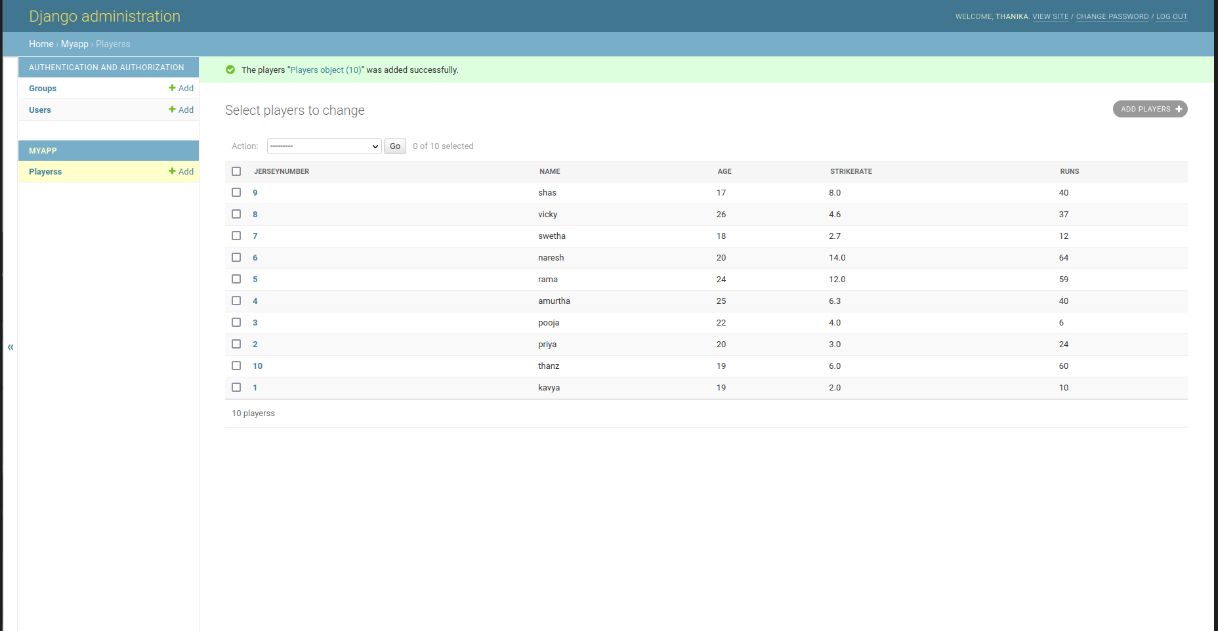 Django administration
WELCOME, THANIKA. VIEW SITE / CHANGE PASSWORD / LOG OUT
Home › Myapp › Playerss
AUTHENTICATION AND AUTHORIZATION
Groups + Add
Users + Add
MYAPP
Playerss + Add
«
The players "Players object (10)" was added successfully.
Select players to change
ADD PLAYERS +
Action: --------- Go 0 of 10 selected
JERSEYNUMBER NAME AGE STRIKERATE RUNS
9 shas 17 8.0 40
8 vicky 26 4.6 37
7 swetha 18 2.7 12
6 naresh 20 14.0 64
5 rama 24 12.0 59
4 amurtha 25 6.3 40
3 pooja 22 4.0 6
2 priya 20 3.0 24
10 thanz 19 6.0 60
1 kavya 19 2.0 10
10 playerss